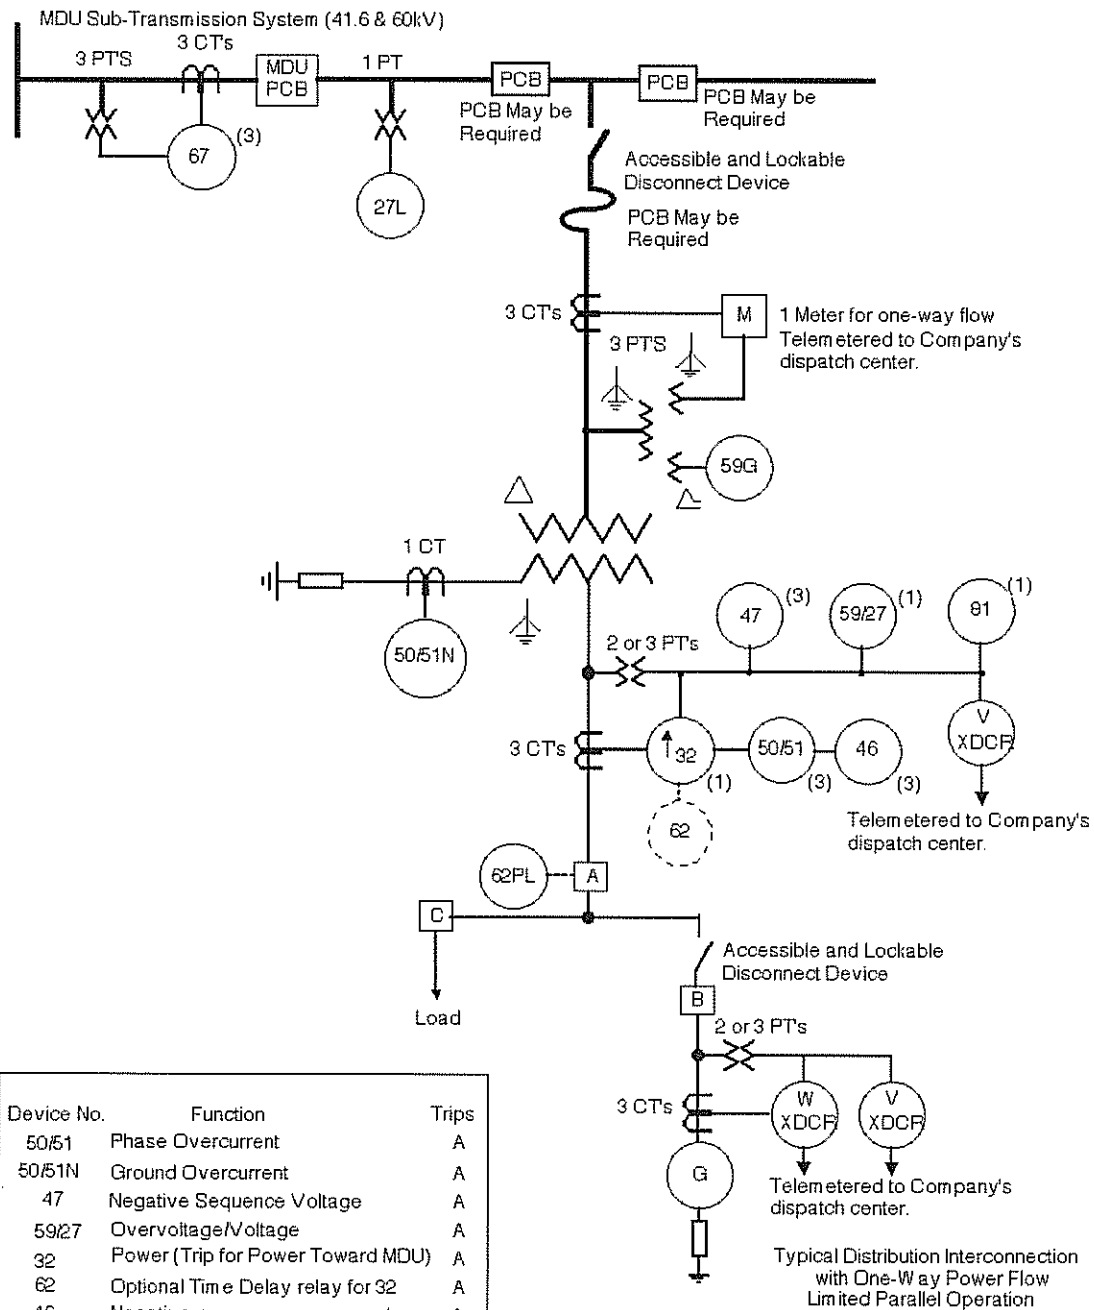 MDU Sub-Transmission System (41.6 & 60kV)
3 CT's
3 PT'S
MDU
PCB
1 PT
PCB
PCB
PCB May be
Required
PCB May be
Required
67
(3)
27L
Accessible and Lockable
Disconnect Device
PCB May be
Required
3 CT's
M
1 Meter for one-way flow
Telemetered to Company's
dispatch center.
3 PT'S
59G
1 CT
50/51N
47
(3)
59/27
(1)
81
(1)
2 or 3 PT's
V
XDCR
3 CT's
32
(1)
50/51
(3)
46
(3)
62
Telemetered to Company's
dispatch center.
62PL
A
C
Load
Accessible and Lockable
Disconnect Device
B
2 or 3 PT's
3 CT's
W
XDCR
V
XDCR
G
Telemetered to Company's
dispatch center.
Typical Distribution Interconnection
with One-Way Power Flow
Limited Parallel Operation
Device No. Function Trips
50/51 Phase Overcurrent A
50/51N Ground Overcurrent A
47 Negative Sequence Voltage A
59/27 Overvoltage/Voltage A
32 Power (Trip for Power Toward MDU) A
62 Optional Time Delay relay for 32 A